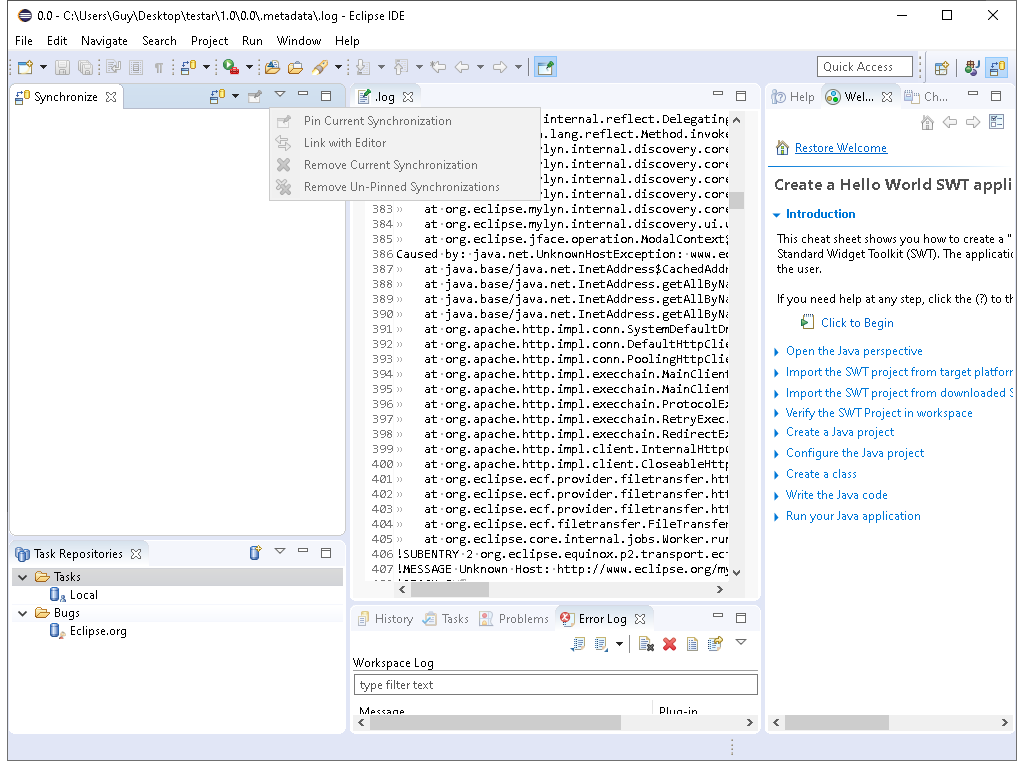 0.0 - C:\Users\Guy\Desktop\testar\1.0\0.0\.metadata\.log - Eclipse IDE
File Edit Navigate Search Project Run Window Help
Quick Access
Synchronize
Pin Current Synchronization
Link with Editor
Remove Current Synchronization
Remove Un-Pinned Synchronizations
Task Repositories
Tasks
Local
Bugs
Eclipse.org
.log
internal.reflect.Delegating
.lang.reflect.Method.invoke
lyn.internal.discovery.core
lyn.internal.discovery.core
lyn.internal.discovery.core
lyn.internal.discovery.core
383 at org.eclipse.mylyn.internal.discovery.core
384 at org.eclipse.mylyn.internal.discovery.ui.w
385 at org.eclipse.jface.operation.ModalContext$
386 Caused by: java.net.UnknownHostException: www.ec
387 at java.base/java.net.InetAddress$CachedAddr
388 at java.base/java.net.InetAddress.getAllByNa
389 at java.base/java.net.InetAddress.getAllByNa
390 at java.base/java.net.InetAddress.getAllByNa
391 at org.apache.http.impl.conn.SystemDefaultDn
392 at org.apache.http.impl.conn.DefaultHttpClie
393 at org.apache.http.impl.conn.PoolingHttpClie
394 at org.apache.http.impl.execchain.MainClient
395 at org.apache.http.impl.execchain.MainClient
396 at org.apache.http.impl.execchain.ProtocolEx
397 at org.apache.http.impl.execchain.RetryExec.
398 at org.apache.http.impl.execchain.RedirectEx
399 at org.apache.http.impl.client.InternalHttpC
400 at org.apache.http.impl.client.CloseableHttp
401 at org.eclipse.ecf.provider.filetransfer.htt
402 at org.eclipse.ecf.provider.filetransfer.htt
403 at org.eclipse.ecf.provider.filetransfer.htt
404 at org.eclipse.ecf.filetransfer.FileTransfer
405 at org.eclipse.core.internal.jobs.Worker.run
406 !SUBENTRY 2 org.eclipse.equinox.p2.transport.ecf
407 !MESSAGE Unknown Host: http://www.eclipse.org/my
History Tasks Problems Error Log
Workspace Log
type filter text
Message Plug-in
Help Wel... Ch...
Restore Welcome
Create a Hello World SWT appli
Introduction
This cheat sheet shows you how to create a "
Standard Widget Toolkit (SWT). The applicatio
the user.
If you need help at any step, click the (?) to th
Click to Begin
Open the Java perspective
Import the SWT project from target platform
Import the SWT project from downloaded S
Verify the SWT Project in workspace
Create a Java project
Configure the Java project
Create a class
Write the Java code
Run your Java application